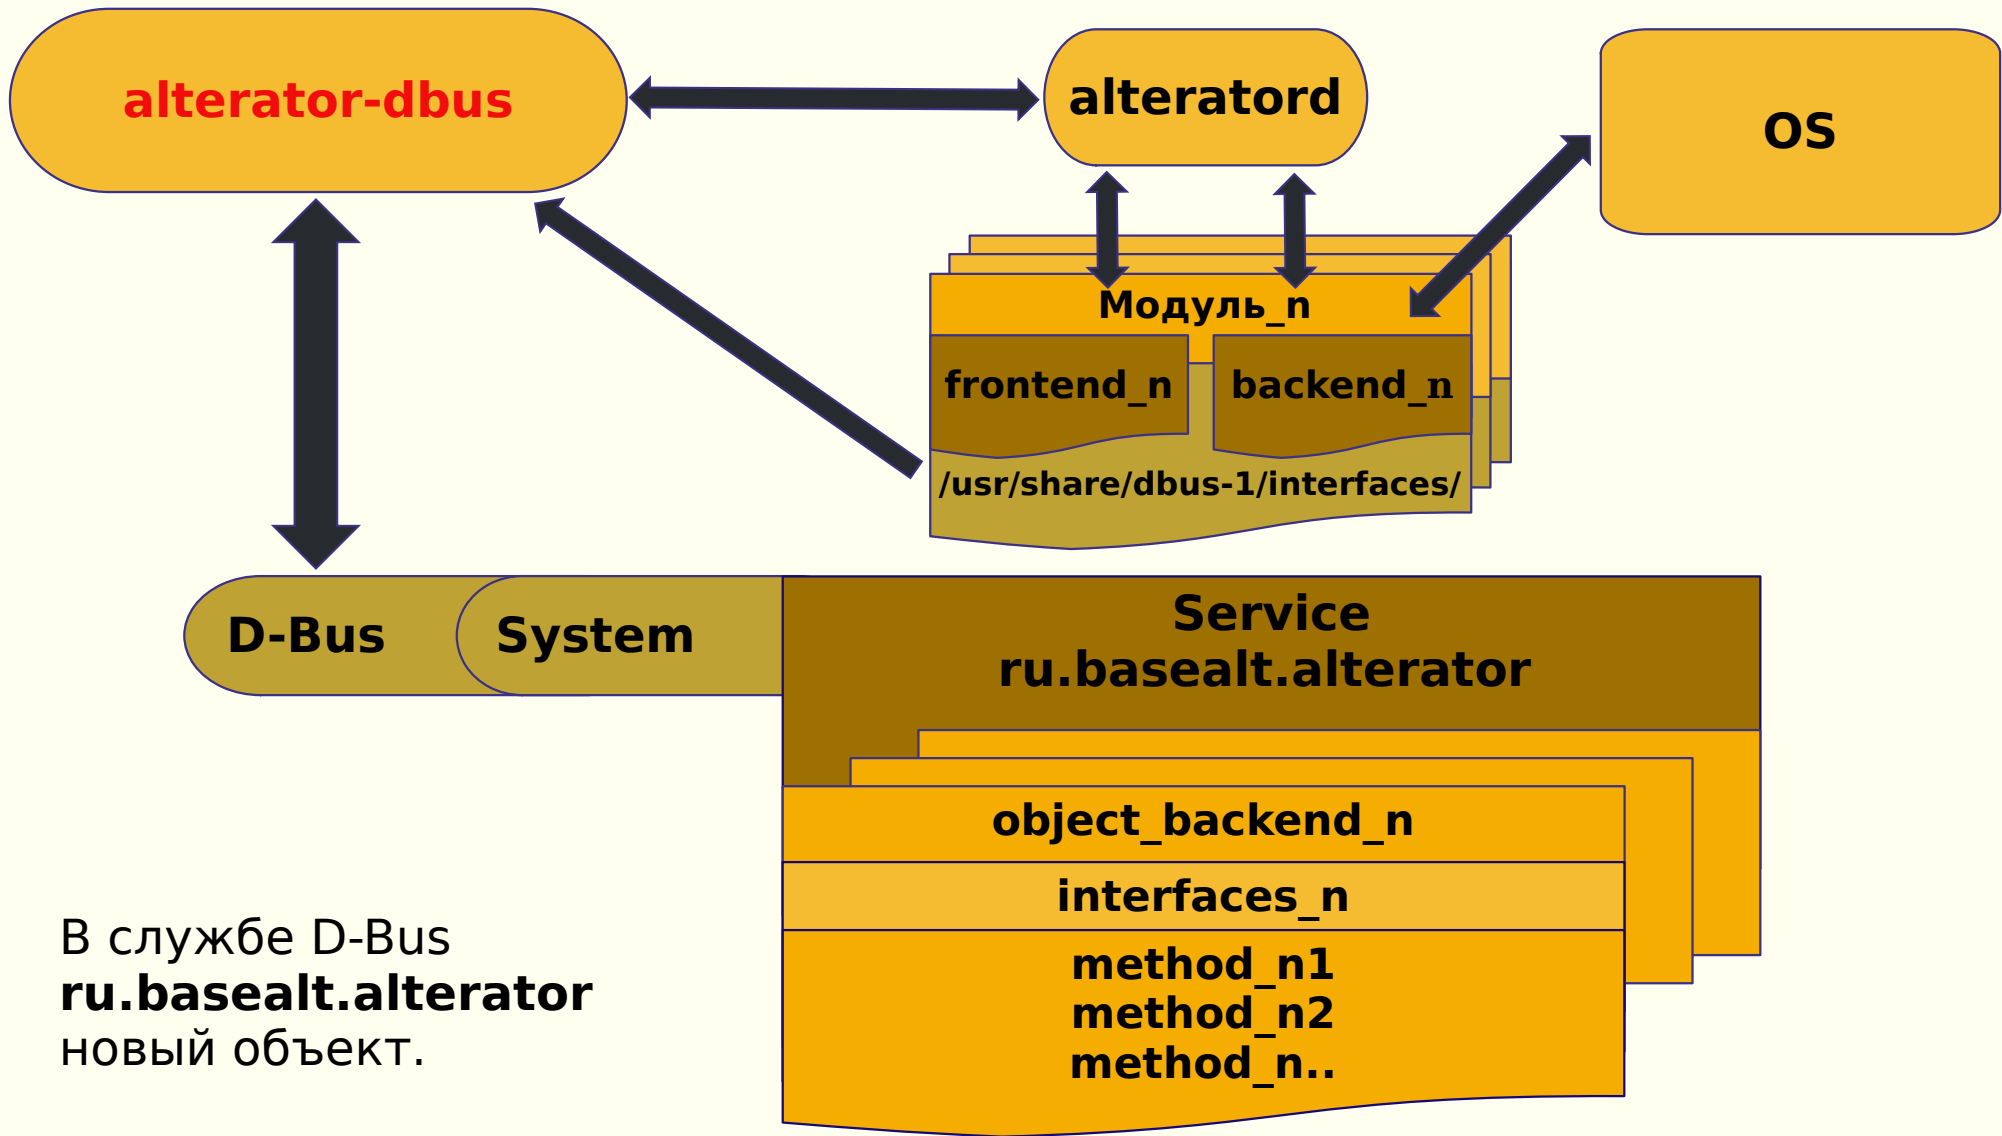 alterator-dbus
alteratord
OS
Модуль_n
frontend_n
backend_n
/usr/share/dbus-1/interfaces/
D-Bus
System
Service
ru.basealt.alterator
object_backend_n
interfaces_n
method_n1
method_n2
method_n..
В службе D-Bus
ru.basealt.alterator
новый объект.